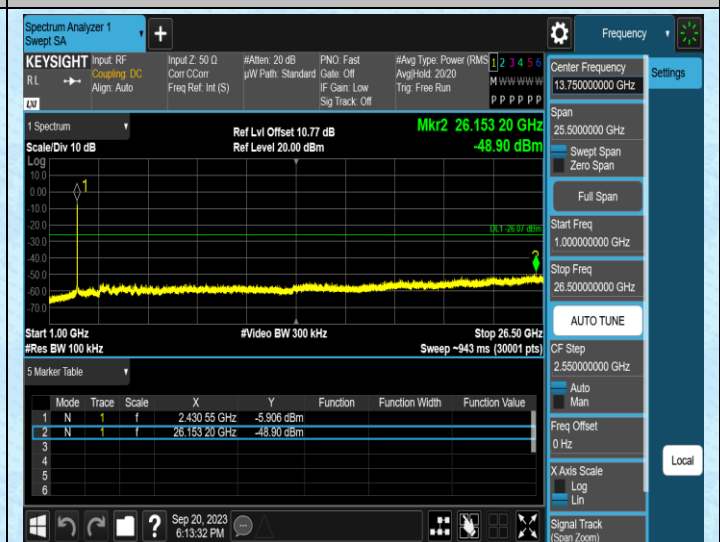 Spectrum Analyzer 1
Swept SA
+
Frequency
KEYSIGHT
RL
LXI
Input: RF
Coupling: DC
Align: Auto
Input Z: 50 Ω
Corr CCorr
Freq Ref: Int (S)
#Atten: 20 dB
µW Path: Standard
PNO: Fast
Gate: Off
IF Gain: Low
Sig Track: Off
#Avg Type: Power (RMS
Avg|Hold: 20/20
Trig: Free Run
1 2 3 4 5 6
M W W W W W
P P P P P P
Center Frequency
13.750000000 GHz
Settings
Span
25.5000000 GHz
Swept Span
Zero Span
Full Span
Start Freq
1.000000000 GHz
Stop Freq
26.500000000 GHz
AUTO TUNE
CF Step
2.550000000 GHz
Auto
Man
Freq Offset
0 Hz
X Axis Scale
Log
Lin
Signal Track
(Span Zoom)
Local
1 Spectrum
Scale/Div 10 dB
Ref Lvl Offset 10.77 dB
Ref Level 20.00 dBm
Mkr2 26.153 20 GHz
-48.90 dBm
Log
10.0
0.00
-10.0
-20.0
-30.0
-40.0
-50.0
-60.0
-70.0
1
DL1 -26.07 dBm
2
Start 1.00 GHz
#Res BW 100 kHz
#Video BW 300 kHz
Stop 26.50 GHz
Sweep ~943 ms (30001 pts)
5 Marker Table
Mode Trace Scale X Y Function Function Width Function Value
1 N 1 f 2.430 55 GHz -5.906 dBm
2 N 1 f 26.153 20 GHz -48.90 dBm
3
4
5
6
?
Sep 20, 2023
6:13:32 PM